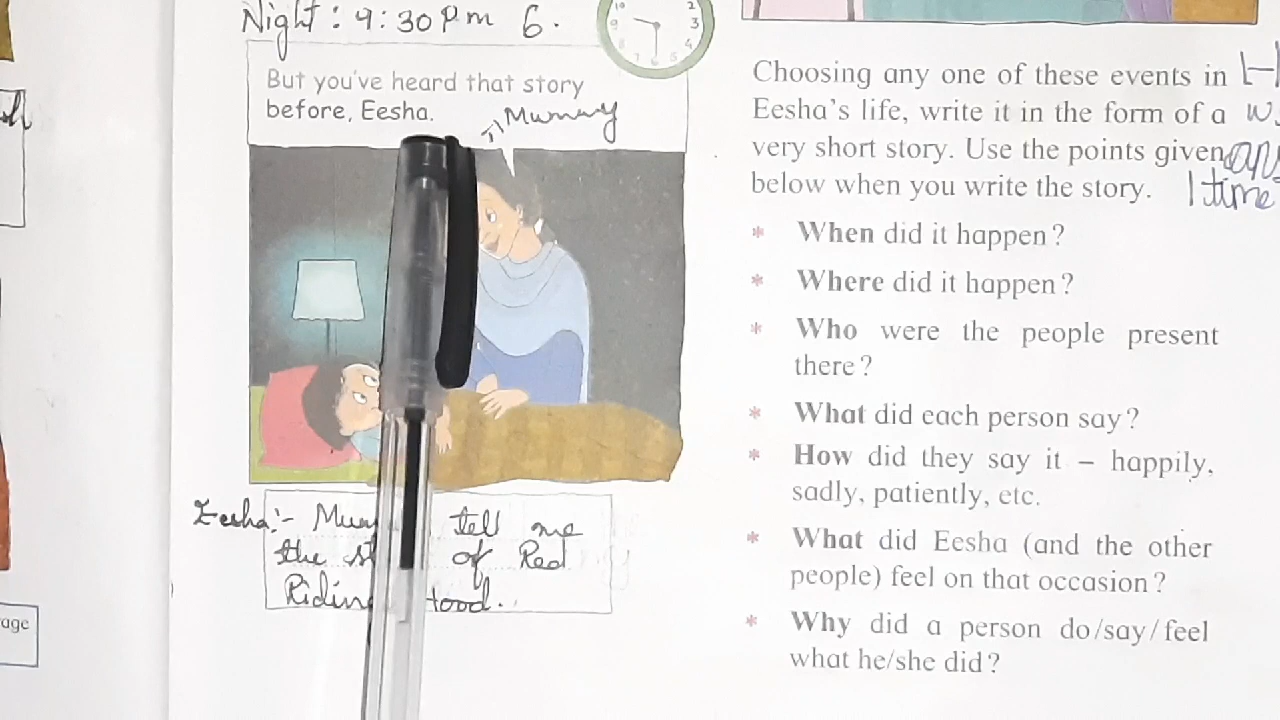 Night : 9:30 pm 6.
But you've heard that story
before, Eesha.
Mummy
Eesha:- tell me
the of Red
Riding Hood.
age
Choosing any one of these events in
Eesha's life, write it in the form of a
very short story. Use the points given
below when you write the story. 1 time
* When did it happen?
* Where did it happen?
* Who were the people present
there?
* What did each person say?
* How did they say it – happily,
sadly, patiently, etc.
* What did Eesha (and the other
people) feel on that occasion?
* Why did a person do/say/feel
what he/she did?